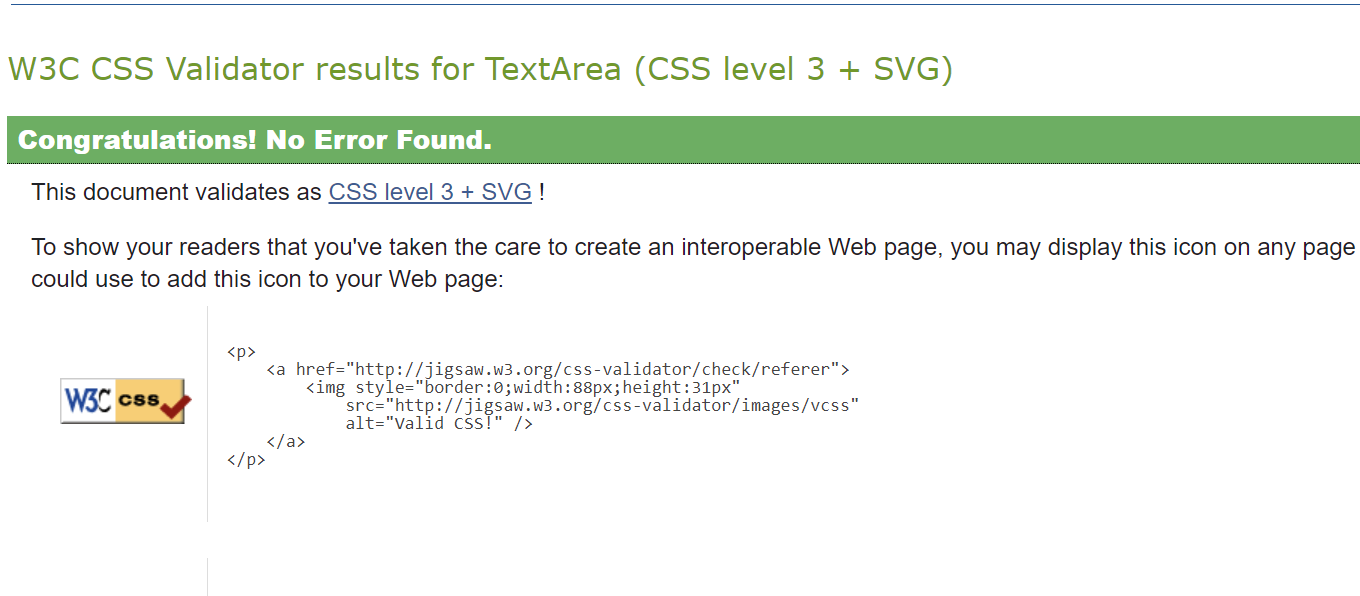 W3C CSS Validator results for TextArea (CSS level 3 + SVG)
Congratulations! No Error Found.
This document validates as CSS level 3 + SVG !
To show your readers that you've taken the care to create an interoperable Web page, you may display this icon on any page
could use to add this icon to your Web page:
W3C css
<p>
    <a href="http://jigsaw.w3.org/css-validator/check/referer">
        <img style="border:0;width:88px;height:31px"
            src="http://jigsaw.w3.org/css-validator/images/vcss"
            alt="Valid CSS!" />
    </a>
</p>